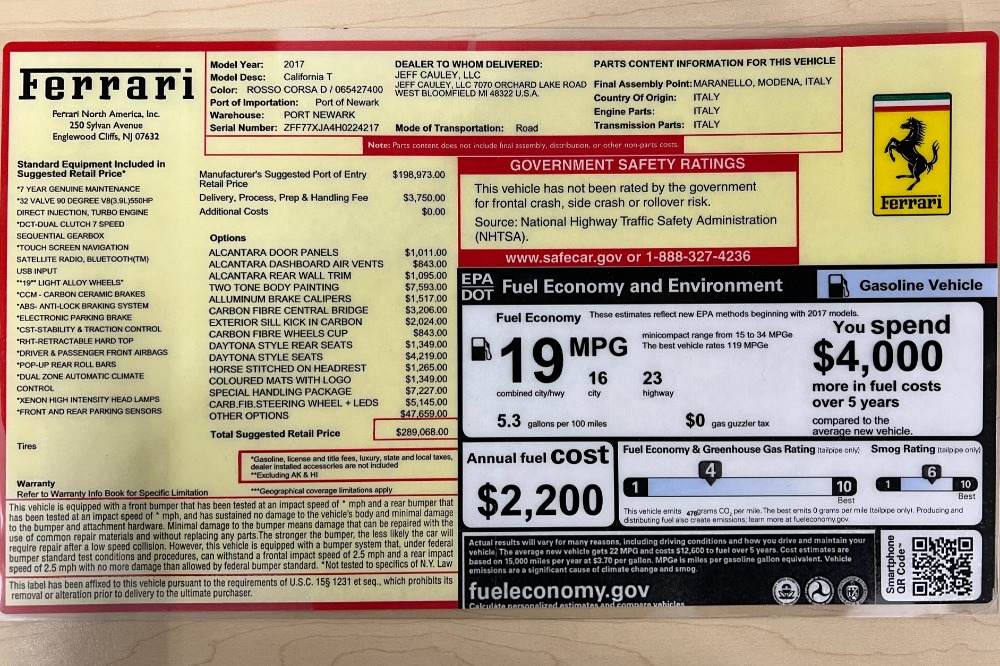 Ferrari
Ferrari North America, Inc.
250 Sylvan Avenue
Englewood Cliffs, NJ 07632
Model Year: 2017
Model Desc: California T
Color: ROSSO CORSA D / 065427400
Port of Importation: Port of Newark
Warehouse: PORT NEWARK
Serial Number: ZFF77XJA4H0224217 Mode of Transportation: Road
DEALER TO WHOM DELIVERED:
JEFF CAULEY, LLC
JEFF CAULEY, LLC 7070 ORCHARD LAKE ROAD
WEST BLOOMFIELD MI 48322 U.S.A.
PARTS CONTENT INFORMATION FOR THIS VEHICLE
Final Assembly Point: MARANELLO, MODENA, ITALY
Country Of Origin: ITALY
Engine Parts: ITALY
Transmission Parts: ITALY
Note: Parts content does not include final assembly, distribution, or other non-parts costs.
Ferrari
Standard Equipment Included in
Suggested Retail Price*
*7 YEAR GENUINE MAINTENANCE
*32 VALVE 90 DEGREE V8(3.9L)550HP
DIRECT INJECTION, TURBO ENGINE
*DCT-DUAL CLUTCH 7 SPEED
SEQUENTIAL GEARBOX
*TOUCH SCREEN NAVIGATION
SATELLITE RADIO, BLUETOOTH(TM)
USB INPUT
"19"" LIGHT ALLOY WHEELS"
*CCM - CARBON CERAMIC BRAKES
*ABS- ANTI-LOCK BRAKING SYSTEM
*ELECTRONIC PARKING BRAKE
*CST-STABILITY & TRACTION CONTROL
*RHT-RETRACTABLE HARD TOP
*DRIVER & PASSENGER FRONT AIRBAGS
*POP-UP REAR ROLL BARS
*DUAL ZONE AUTOMATIC CLIMATE
CONTROL
*XENON HIGH INTENSITY HEAD LAMPS
*FRONT AND REAR PARKING SENSORS
Tires
Warranty
Refer to Warranty Info Book for Specific Limitation
Manufacturer's Suggested Port of Entry $198,973.00
Retail Price
Delivery, Process, Prep & Handling Fee $3,750.00
Additional Costs $0.00
Options
ALCANTARA DOOR PANELS $1,011.00
ALCANTARA DASHBOARD AIR VENTS $843.00
ALCANTARA REAR WALL TRIM $1,095.00
TWO TONE BODY PAINTING $7,593.00
ALLUMINUM BRAKE CALIPERS $1,517.00
CARBON FIBRE CENTRAL BRIDGE $3,206.00
EXTERIOR SILL KICK IN CARBON $2,024.00
CARBON FIBRE WHEELS CUP $843.00
DAYTONA STYLE REAR SEATS $1,349.00
DAYTONA STYLE SEATS $4,219.00
HORSE STITCHED ON HEADREST $1,265.00
COLOURED MATS WITH LOGO $1,349.00
SPECIAL HANDLING PACKAGE $7,227.00
CARB.FIB.STEERING WHEEL + LEDS $5,145.00
OTHER OPTIONS $47,659.00
Total Suggested Retail Price $289,068.00
*Gasoline, license and title fees, luxury, state and local taxes,
dealer installed accessories are not included
**Excluding AK & HI
***Geographical coverage limitations apply
This vehicle is equipped with a front bumper that has been tested at an impact speed of * mph and a rear bumper that
has been tested at an impact speed of * mph, and has sustained no damage to the vehicle's body and minimal damage
to the bumper and attachment hardware. Minimal damage to the bumper means damage that can be repaired with the
use of common repair materials and without replacing any parts.The stronger the bumper, the less likely the car will
require repair after a low speed collision. However, this vehicle is equipped with a bumper system that, under federal
bumper standard test conditions and procedures, can withstand a frontal impact of 2.5 mph and a rear impact
speed of 2.5 mph with no more damage than allowed by federal bumper standard. *Not tested to specifics of N.Y. Law
This label has been affixed to this vehicle pursuant to the requirements of U.S.C. 15§ 1231 et seq., which prohibits its
removal or alteration prior to delivery to the ultimate purchaser.
GOVERNMENT SAFETY RATINGS
This vehicle has not been rated by the government
for frontal crash, side crash or rollover risk.
Source: National Highway Traffic Safety Administration
(NHTSA).
www.safecar.gov or 1-888-327-4236
EPA
DOT
Fuel Economy and Environment
Gasoline Vehicle
Fuel Economy
These estimates reflect new EPA methods beginning with 2017 models.
19 MPG
minicompact range from 15 to 34 MPGe
The best vehicle rates 119 MPGe
16 23
combined city/hwy city highway
5.3 gallons per 100 miles
$0 gas guzzler tax
You spend
$4,000
more in fuel costs
over 5 years
compared to the
average new vehicle.
Annual fuel cost
$2,200
Fuel Economy & Greenhouse Gas Rating (tailpipe only)
4
1 10
Best
Smog Rating (tailpipe only)
6
1 10
Best
This vehicle emits 478grams CO2 per mile. The best emits 0 grams per mile (tailpipe only). Producing and
distributing fuel also create emissions; learn more at fueleconomy.gov.
Actual results will vary for many reasons, including driving conditions and how you drive and maintain your
vehicle. The average new vehicle gets 22 MPG and costs $12,600 to fuel over 5 years. Cost estimates are
based on 15,000 miles per year at $3.70 per gallon. MPGe is miles per gasoline gallon equivalent. Vehicle
emissions are a significant cause of climate change and smog.
fueleconomy.gov
Calculate personalized estimates and compare vehicles
Smartphone
QR Code™